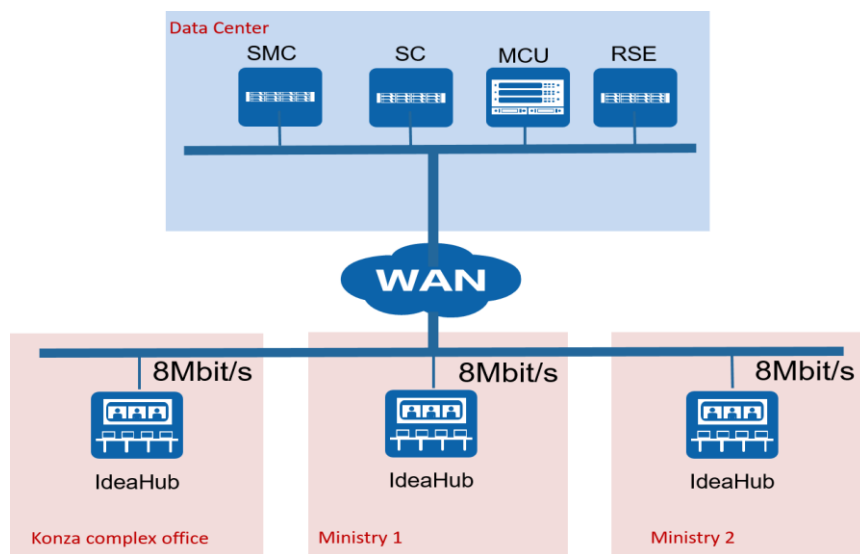 Data Center
SMC
SC
MCU
RSE
WAN
8Mbit/s
8Mbit/s
8Mbit/s
IdeaHub
IdeaHub
IdeaHub
Konza complex office
Ministry 1
Ministry 2